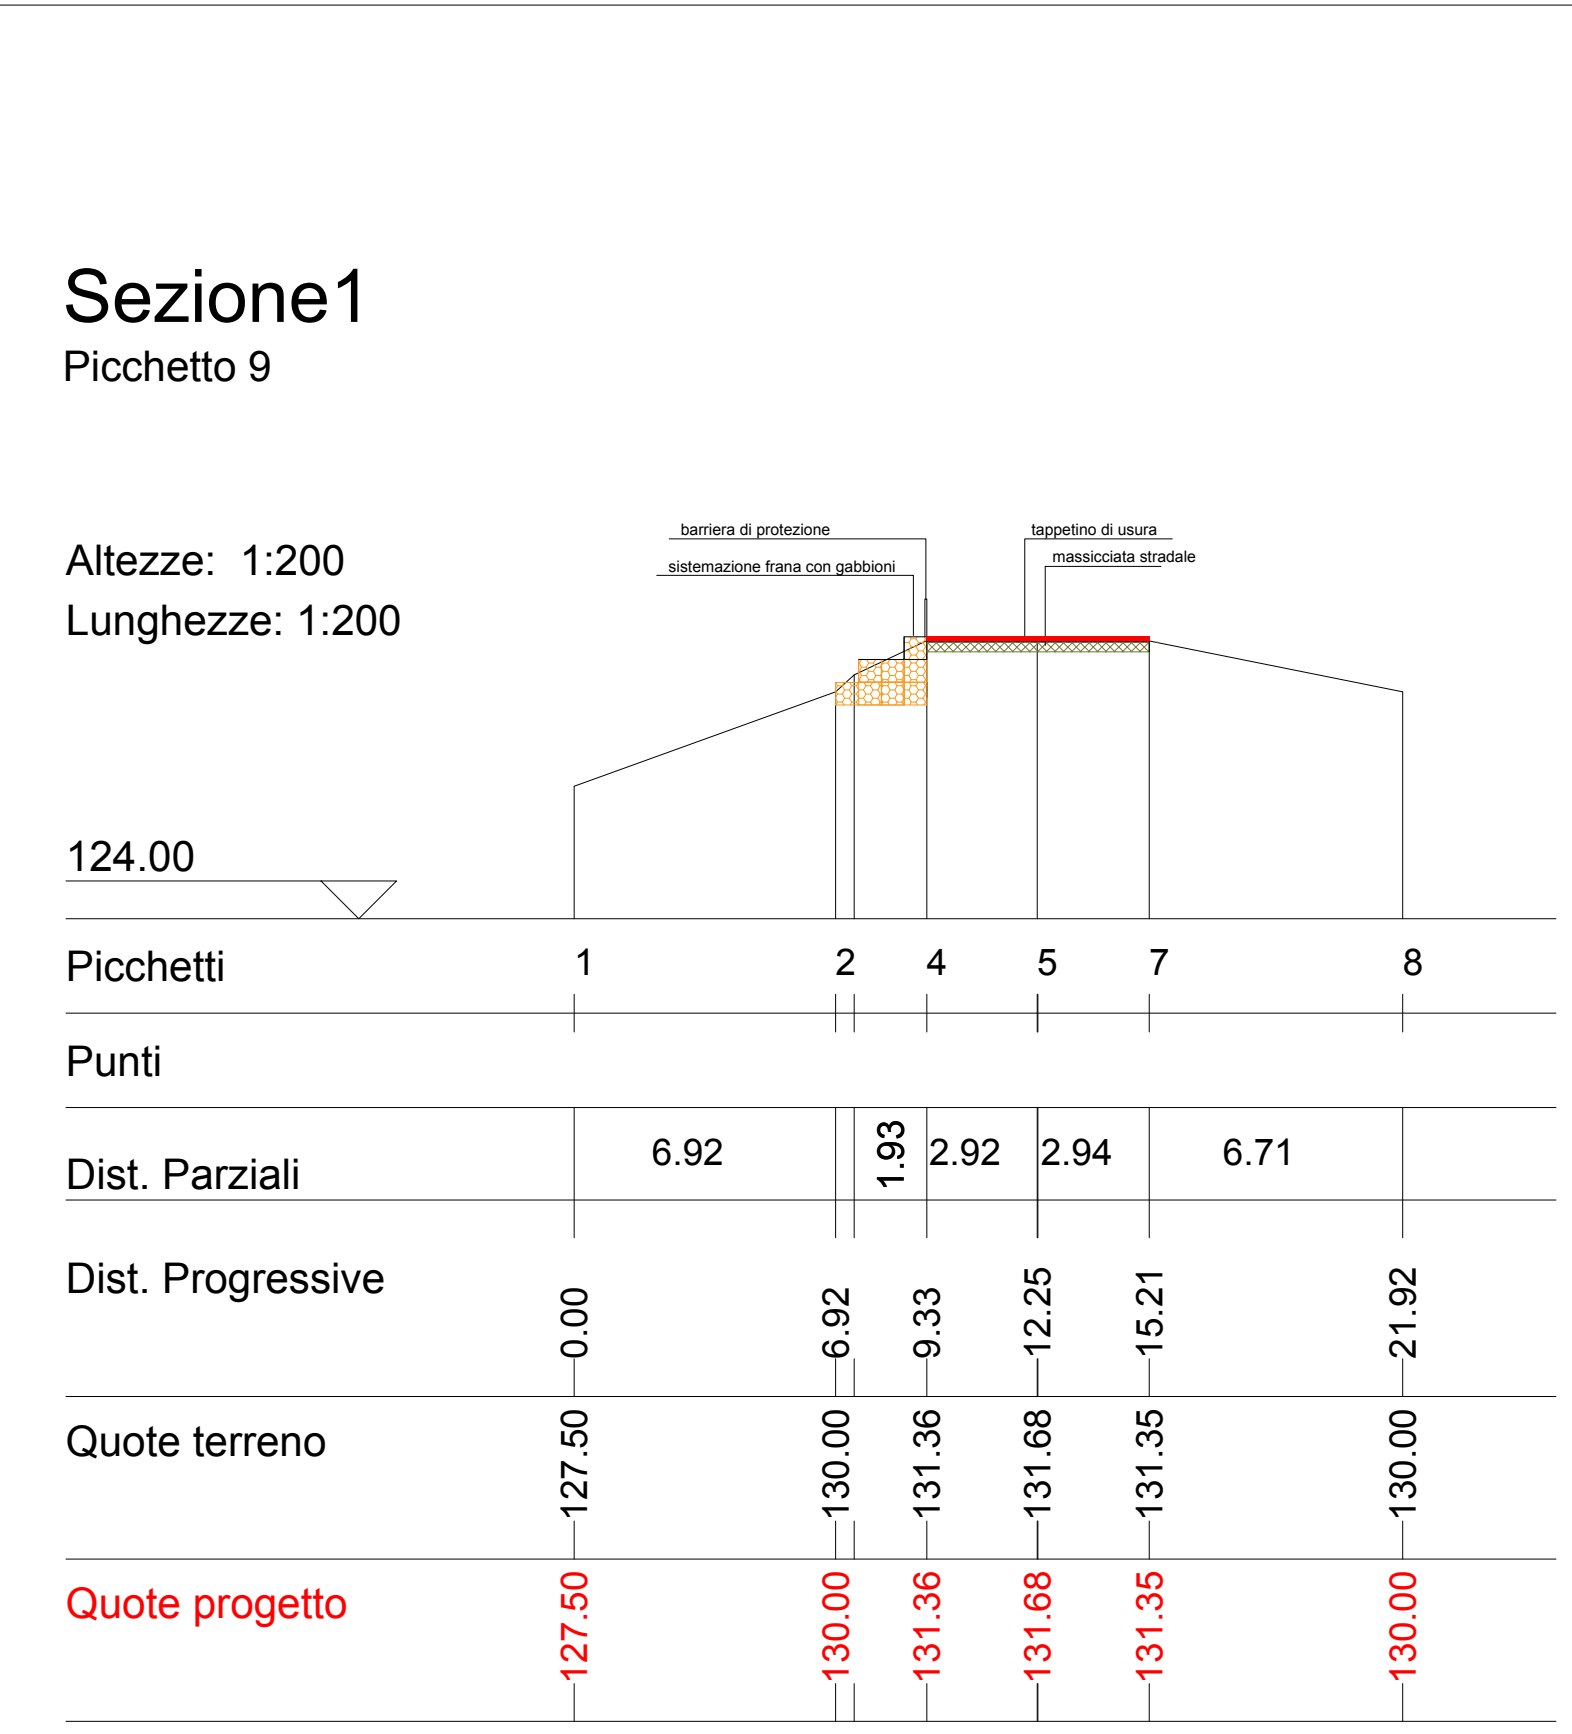 Sezione1
Picchetto 9
barriera di protezione
tappetino di usura
massicciata stradale
sistemazione frana con gabbioni
Altezze: 1:200
Lunghezze: 1:200
124.00
Picchetti 1 2 4 5 7 8
Punti
Dist. Parziali 6.92 1.93 2.92 2.94 6.71
Dist. Progressive 0.00 6.92 9.33 12.25 15.21 21.92
Quote terreno 127.50 130.00 131.36 131.68 131.35 130.00
Quote progetto 127.50 130.00 131.36 131.68 131.35 130.00